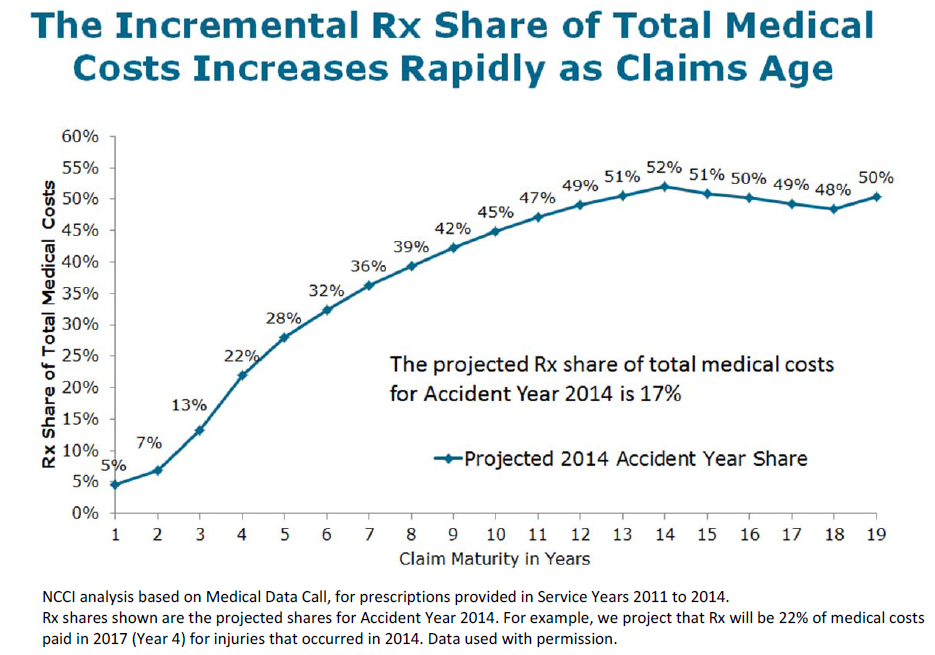 The Incremental Rx Share of Total Medical
Costs Increases Rapidly as Claims Age
Rx Share of Total Medical Costs
60%
55%
50%
45%
40%
35%
30%
25%
20%
15%
10%
5%
0%
5%
7%
13%
22%
28%
32%
36%
39%
42%
45%
47%
49%
51%
52%
51%
50%
49%
48%
50%
The projected Rx share of total medical costs
for Accident Year 2014 is 17%
Projected 2014 Accident Year Share
1 2 3 4 5 6 7 8 9 10 11 12 13 14 15 16 17 18 19
Claim Maturity in Years
NCCI analysis based on Medical Data Call, for prescriptions provided in Service Years 2011 to 2014.
Rx shares shown are the projected shares for Accident Year 2014. For example, we project that Rx will be 22% of medical costs
paid in 2017 (Year 4) for injuries that occurred in 2014. Data used with permission.